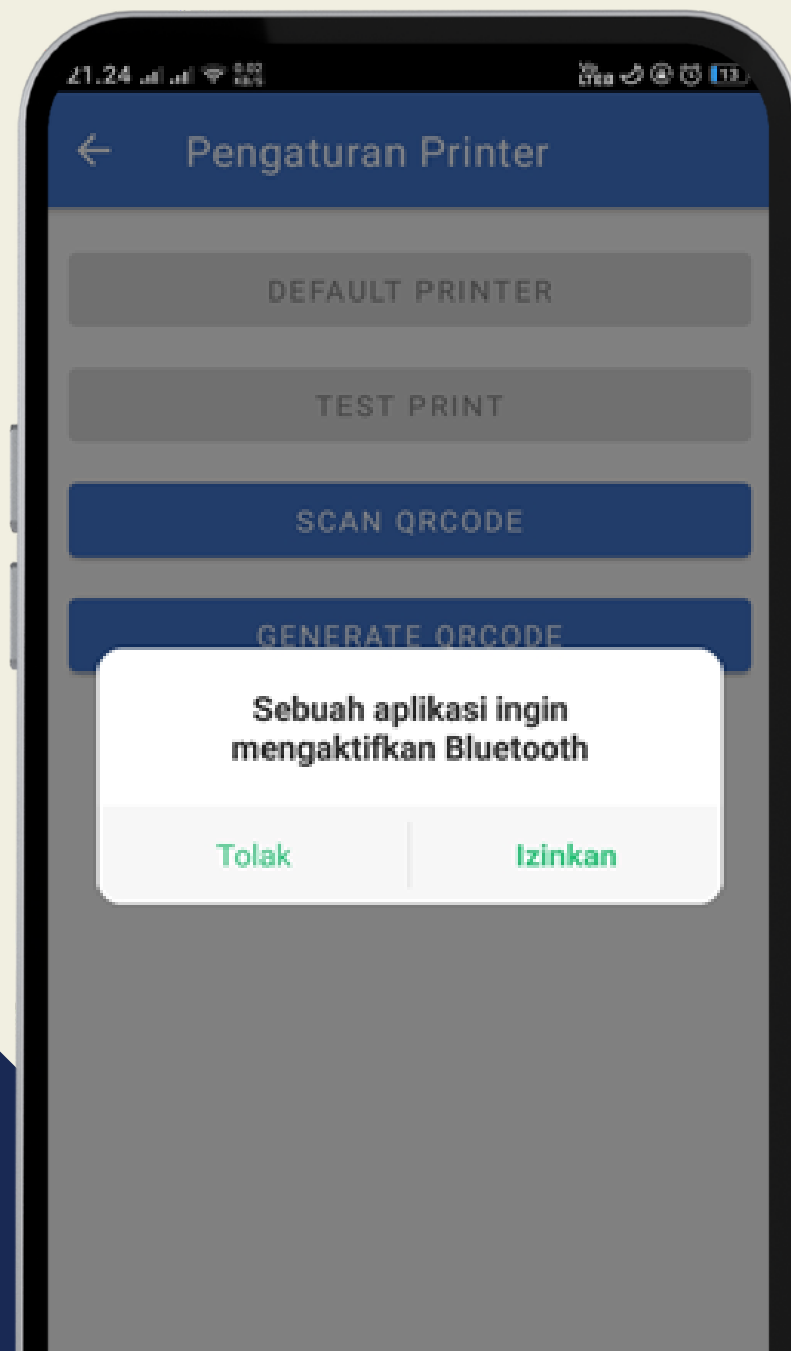 21.24
Pengaturan Printer
DEFAULT PRINTER
TEST PRINT
SCAN QRCODE
GENERATE QRCODE
Sebuah aplikasi ingin
mengaktifkan Bluetooth
Tolak
Izinkan